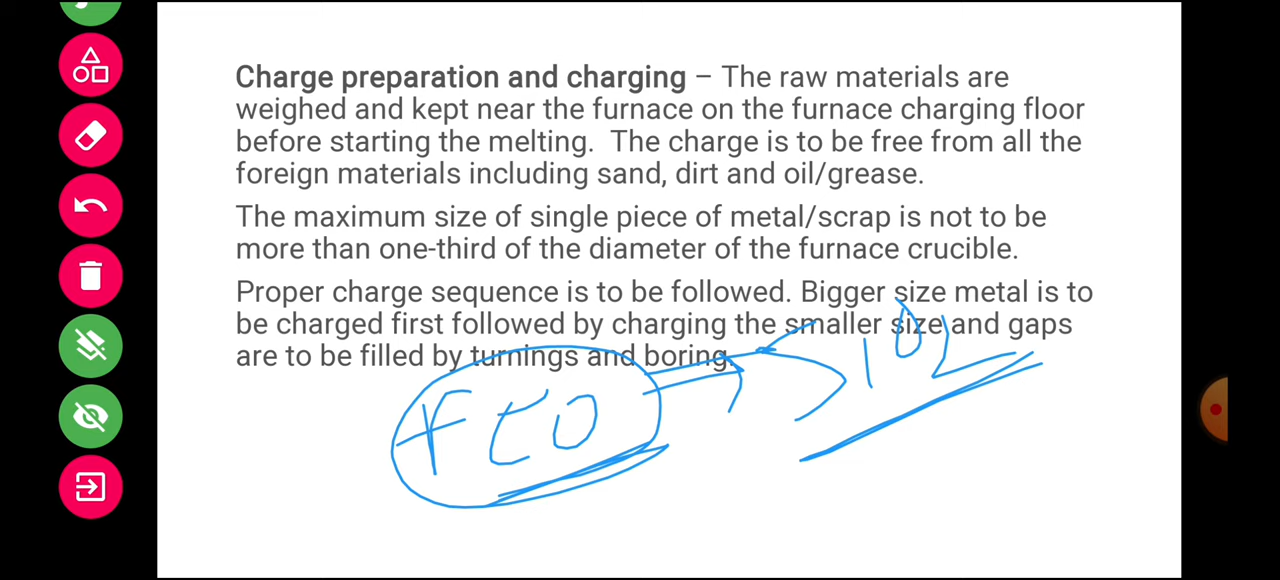 Charge preparation and charging – The raw materials are
weighed and kept near the furnace on the furnace charging floor
before starting the melting. The charge is to be free from all the
foreign materials including sand, dirt and oil/grease.
The maximum size of single piece of metal/scrap is not to be
more than one-third of the diameter of the furnace crucible.
Proper charge sequence is to be followed. Bigger size metal is to
be charged first followed by charging the smaller size and gaps
are to be filled by turnings and boring.
FeO → SiO2